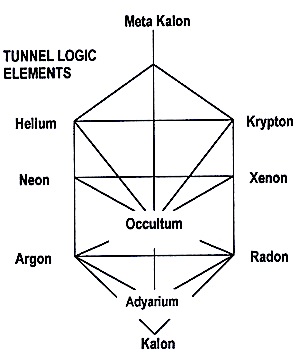 Meta Kalon
TUNNEL LOGIC
ELEMENTS
Helium Krypton
Neon Xenon
Occultum
Argon Radon
Adyarium
Kalon